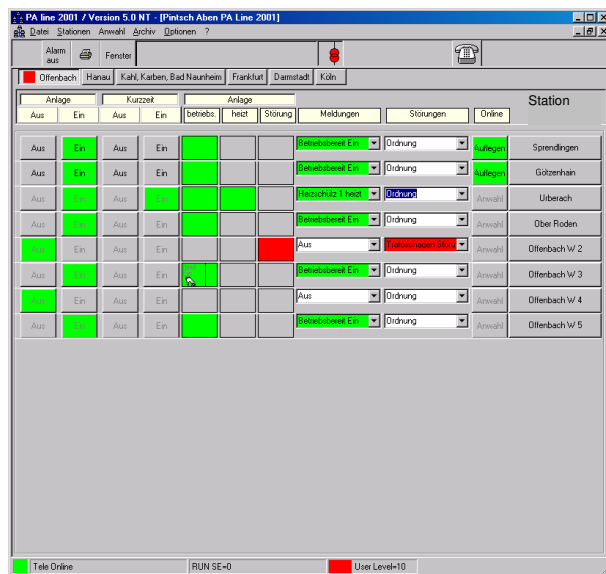 PA line 2001 / Version 5.0 NT - [Pintsch Aben PA Line 2001]
Datei Stationen Anwahl Archiv Optionen ?
Alarm aus Fenster
Offenbach Hanau Kahl, Karben, Bad Nauheim Frankfurt Darmstadt Köln
Anlage Kurzzeit Anlage Station
Aus Ein Aus Ein betriebs. heizt Störung Meldungen Störungen Online
Aus Ein Aus Ein Betriebsbereit Ein Ordnung Auflegen Sprendlingen
Aus Ein Aus Ein Betriebsbereit Ein Ordnung Auflegen Götzenhain
Aus Ein Aus Ein Heizschütz 1 heizt Ordnung Anwahl Urberach
Aus Ein Aus Ein Betriebsbereit Ein Ordnung Anwahl Ober Roden
Aus Ein Aus Ein Aus Trafoschaden Störu Anwahl Offenbach W 2
Aus Ein Aus Ein Betriebsbereit Ein Ordnung Anwahl Offenbach W 3
Aus Ein Aus Ein Aus Ordnung Anwahl Offenbach W 4
Aus Ein Aus Ein Betriebsbereit Ein Ordnung Anwahl Offenbach W 5
Tele Online RUN SE=0 User Level=10